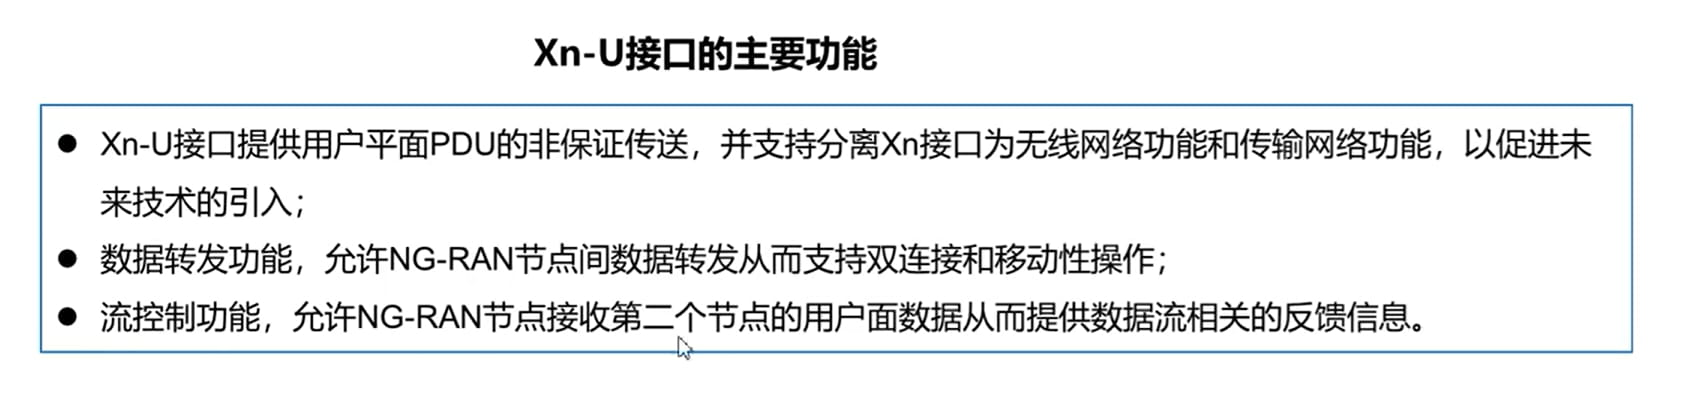 Xn-U接口的主要功能
● Xn-U接口提供用户平面PDU的非保证传送，并支持分离Xn接口为无线网络功能和传输网络功能，以促进未
来技术的引入；
● 数据转发功能，允许NG-RAN节点间数据转发从而支持双连接和移动性操作；
● 流控制功能，允许NG-RAN节点接收第二个节点的用户面数据从而提供数据流相关的反馈信息。